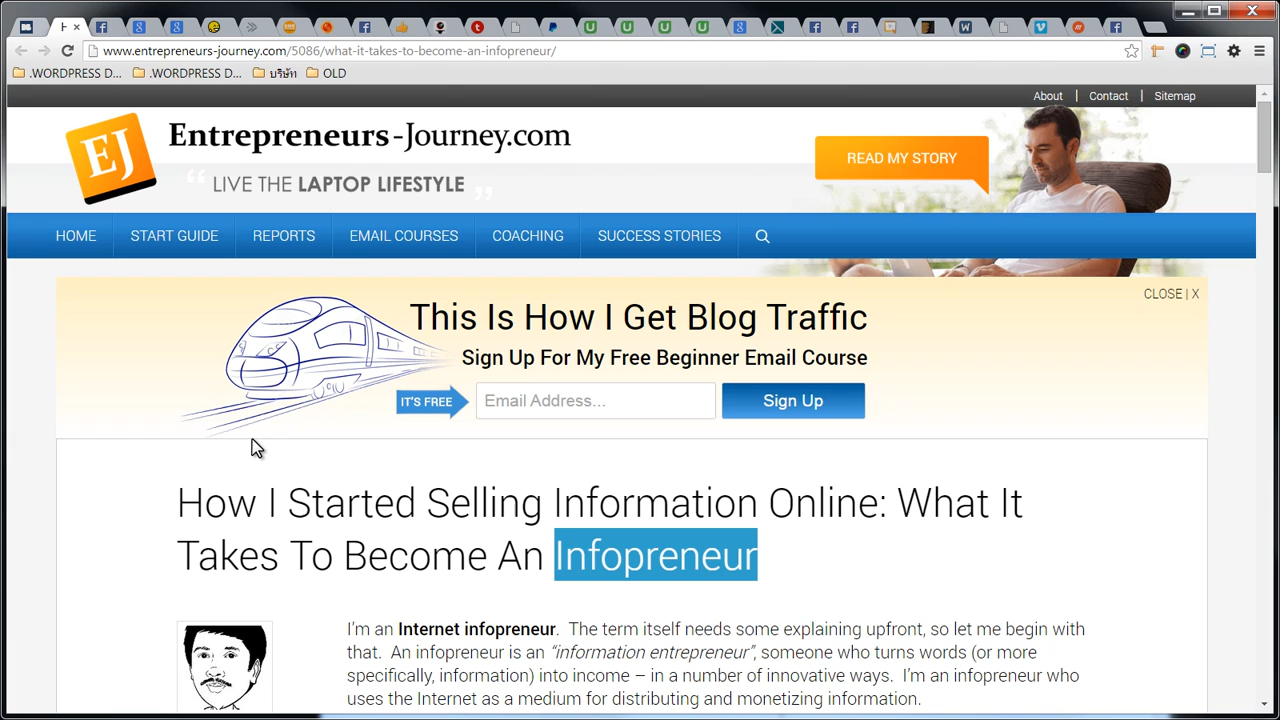 H
www.entrepreneurs-journey.com/5086/what-it-takes-to-become-an-infopreneur/
.WORDPRESS D... .WORDPRESS D... บริษัท OLD
About | Contact | Sitemap
EJ
Entrepreneurs-Journey.com
“ LIVE THE LAPTOP LIFESTYLE ”
READ MY STORY
HOME START GUIDE REPORTS EMAIL COURSES COACHING SUCCESS STORIES
CLOSE | X
This Is How I Get Blog Traffic
Sign Up For My Free Beginner Email Course
IT'S FREE Email Address... Sign Up
How I Started Selling Information Online: What It
Takes To Become An Infopreneur
I'm an Internet infopreneur. The term itself needs some explaining upfront, so let me begin with
that. An infopreneur is an “information entrepreneur”, someone who turns words (or more
specifically, information) into income – in a number of innovative ways. I'm an infopreneur who
uses the Internet as a medium for distributing and monetizing information.